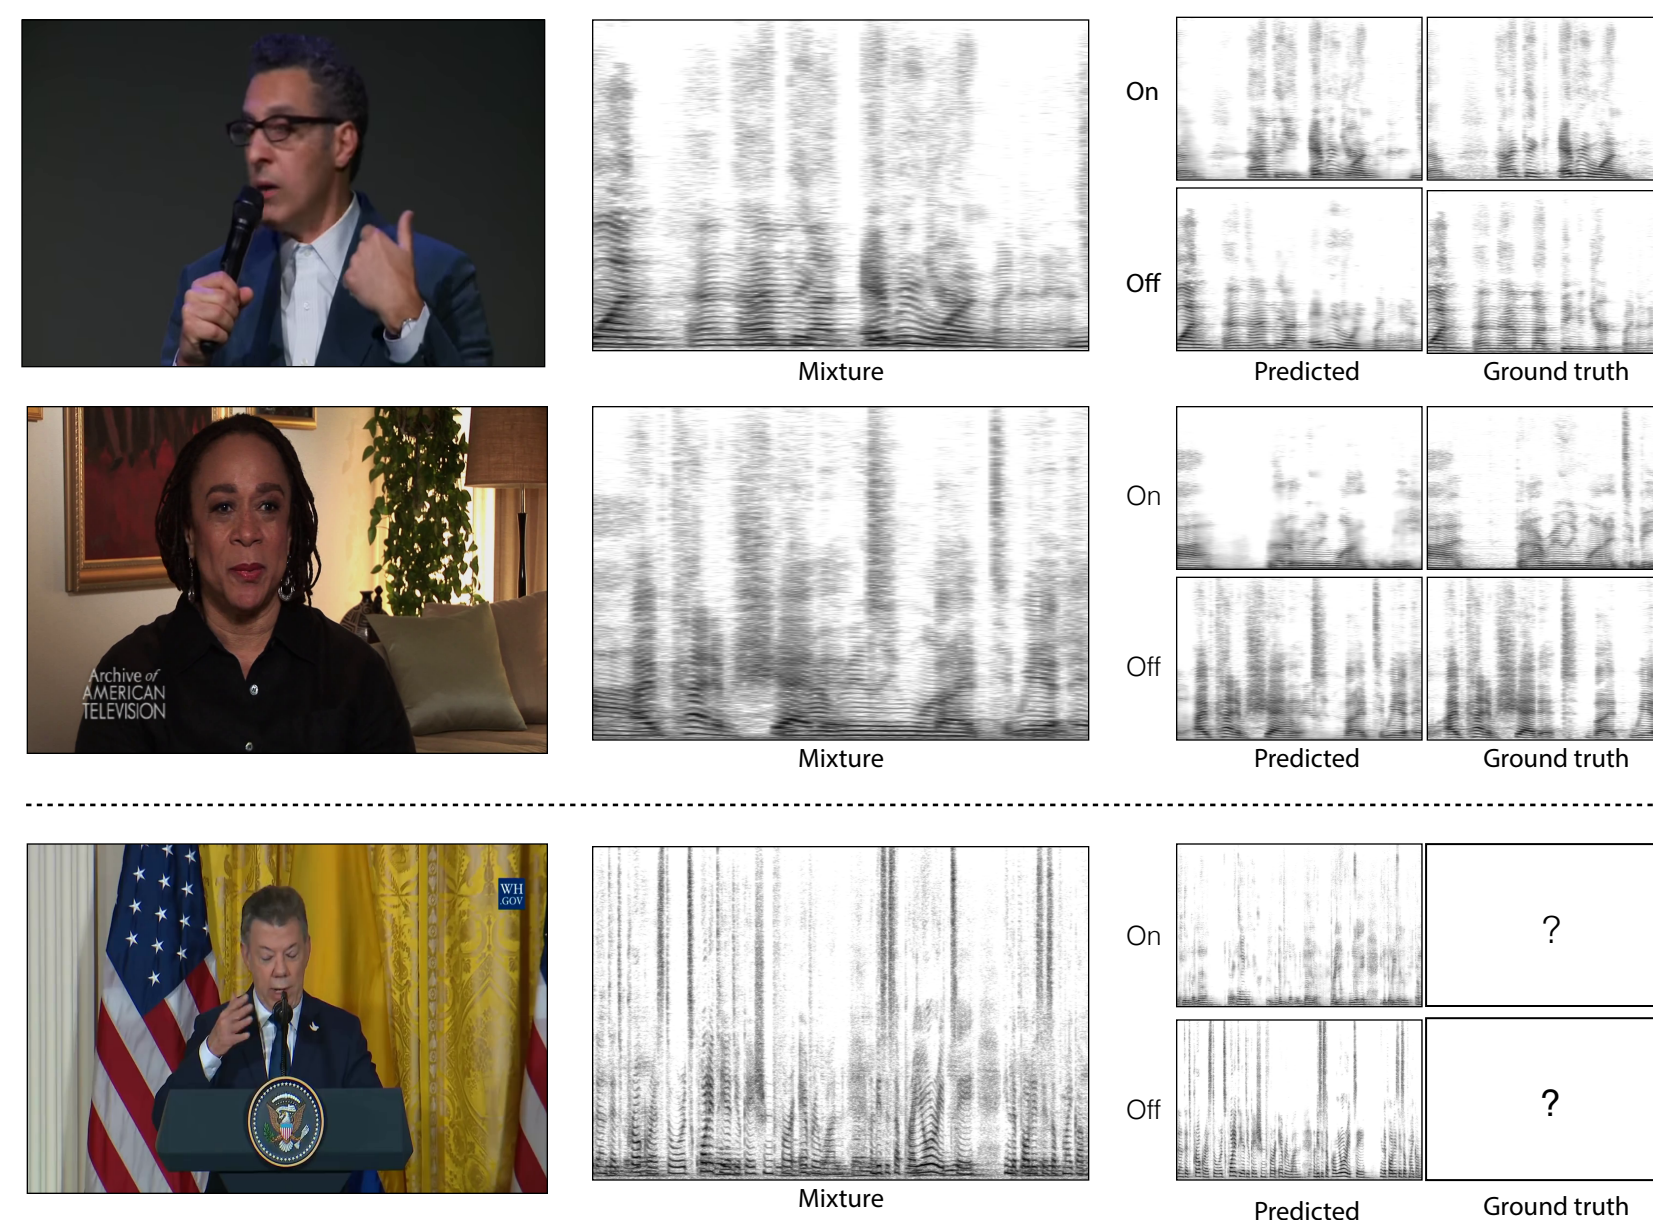 On
Off
Mixture
Predicted
Ground truth
Archive of
AMERICAN
TELEVISION
On
Off
Mixture
Predicted
Ground truth
WH
.GOV
On
?
Off
?
Mixture
Predicted
Ground truth